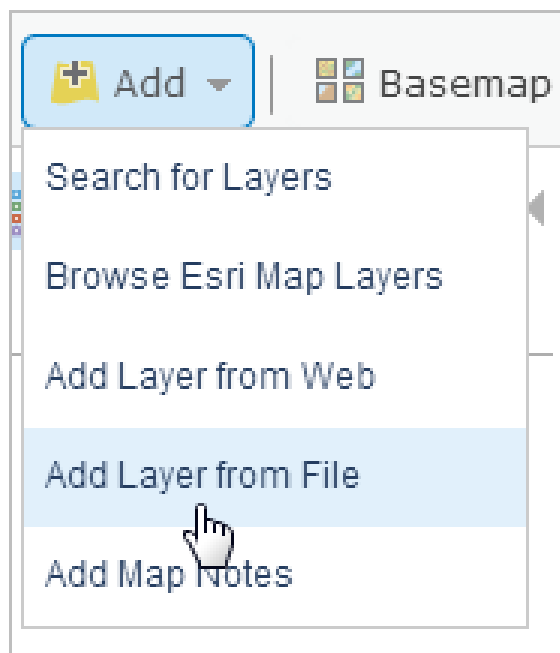 Add Basemap
Search for Layers
Browse Esri Map Layers
Add Layer from Web
Add Layer from File
Add Map Notes